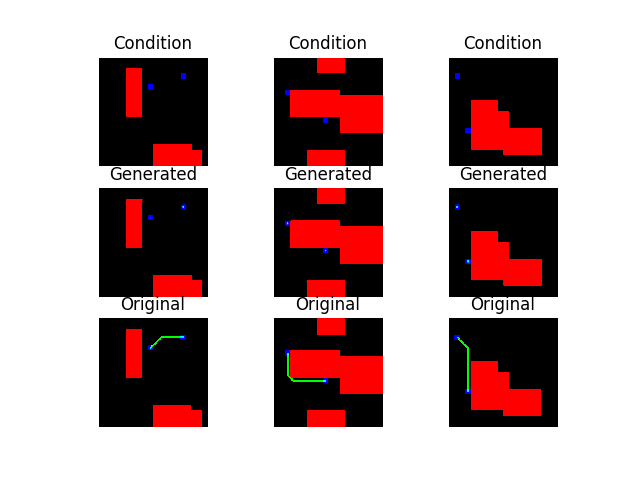 Condition Condition Condition
Generated Generated Generated
Original Original Original